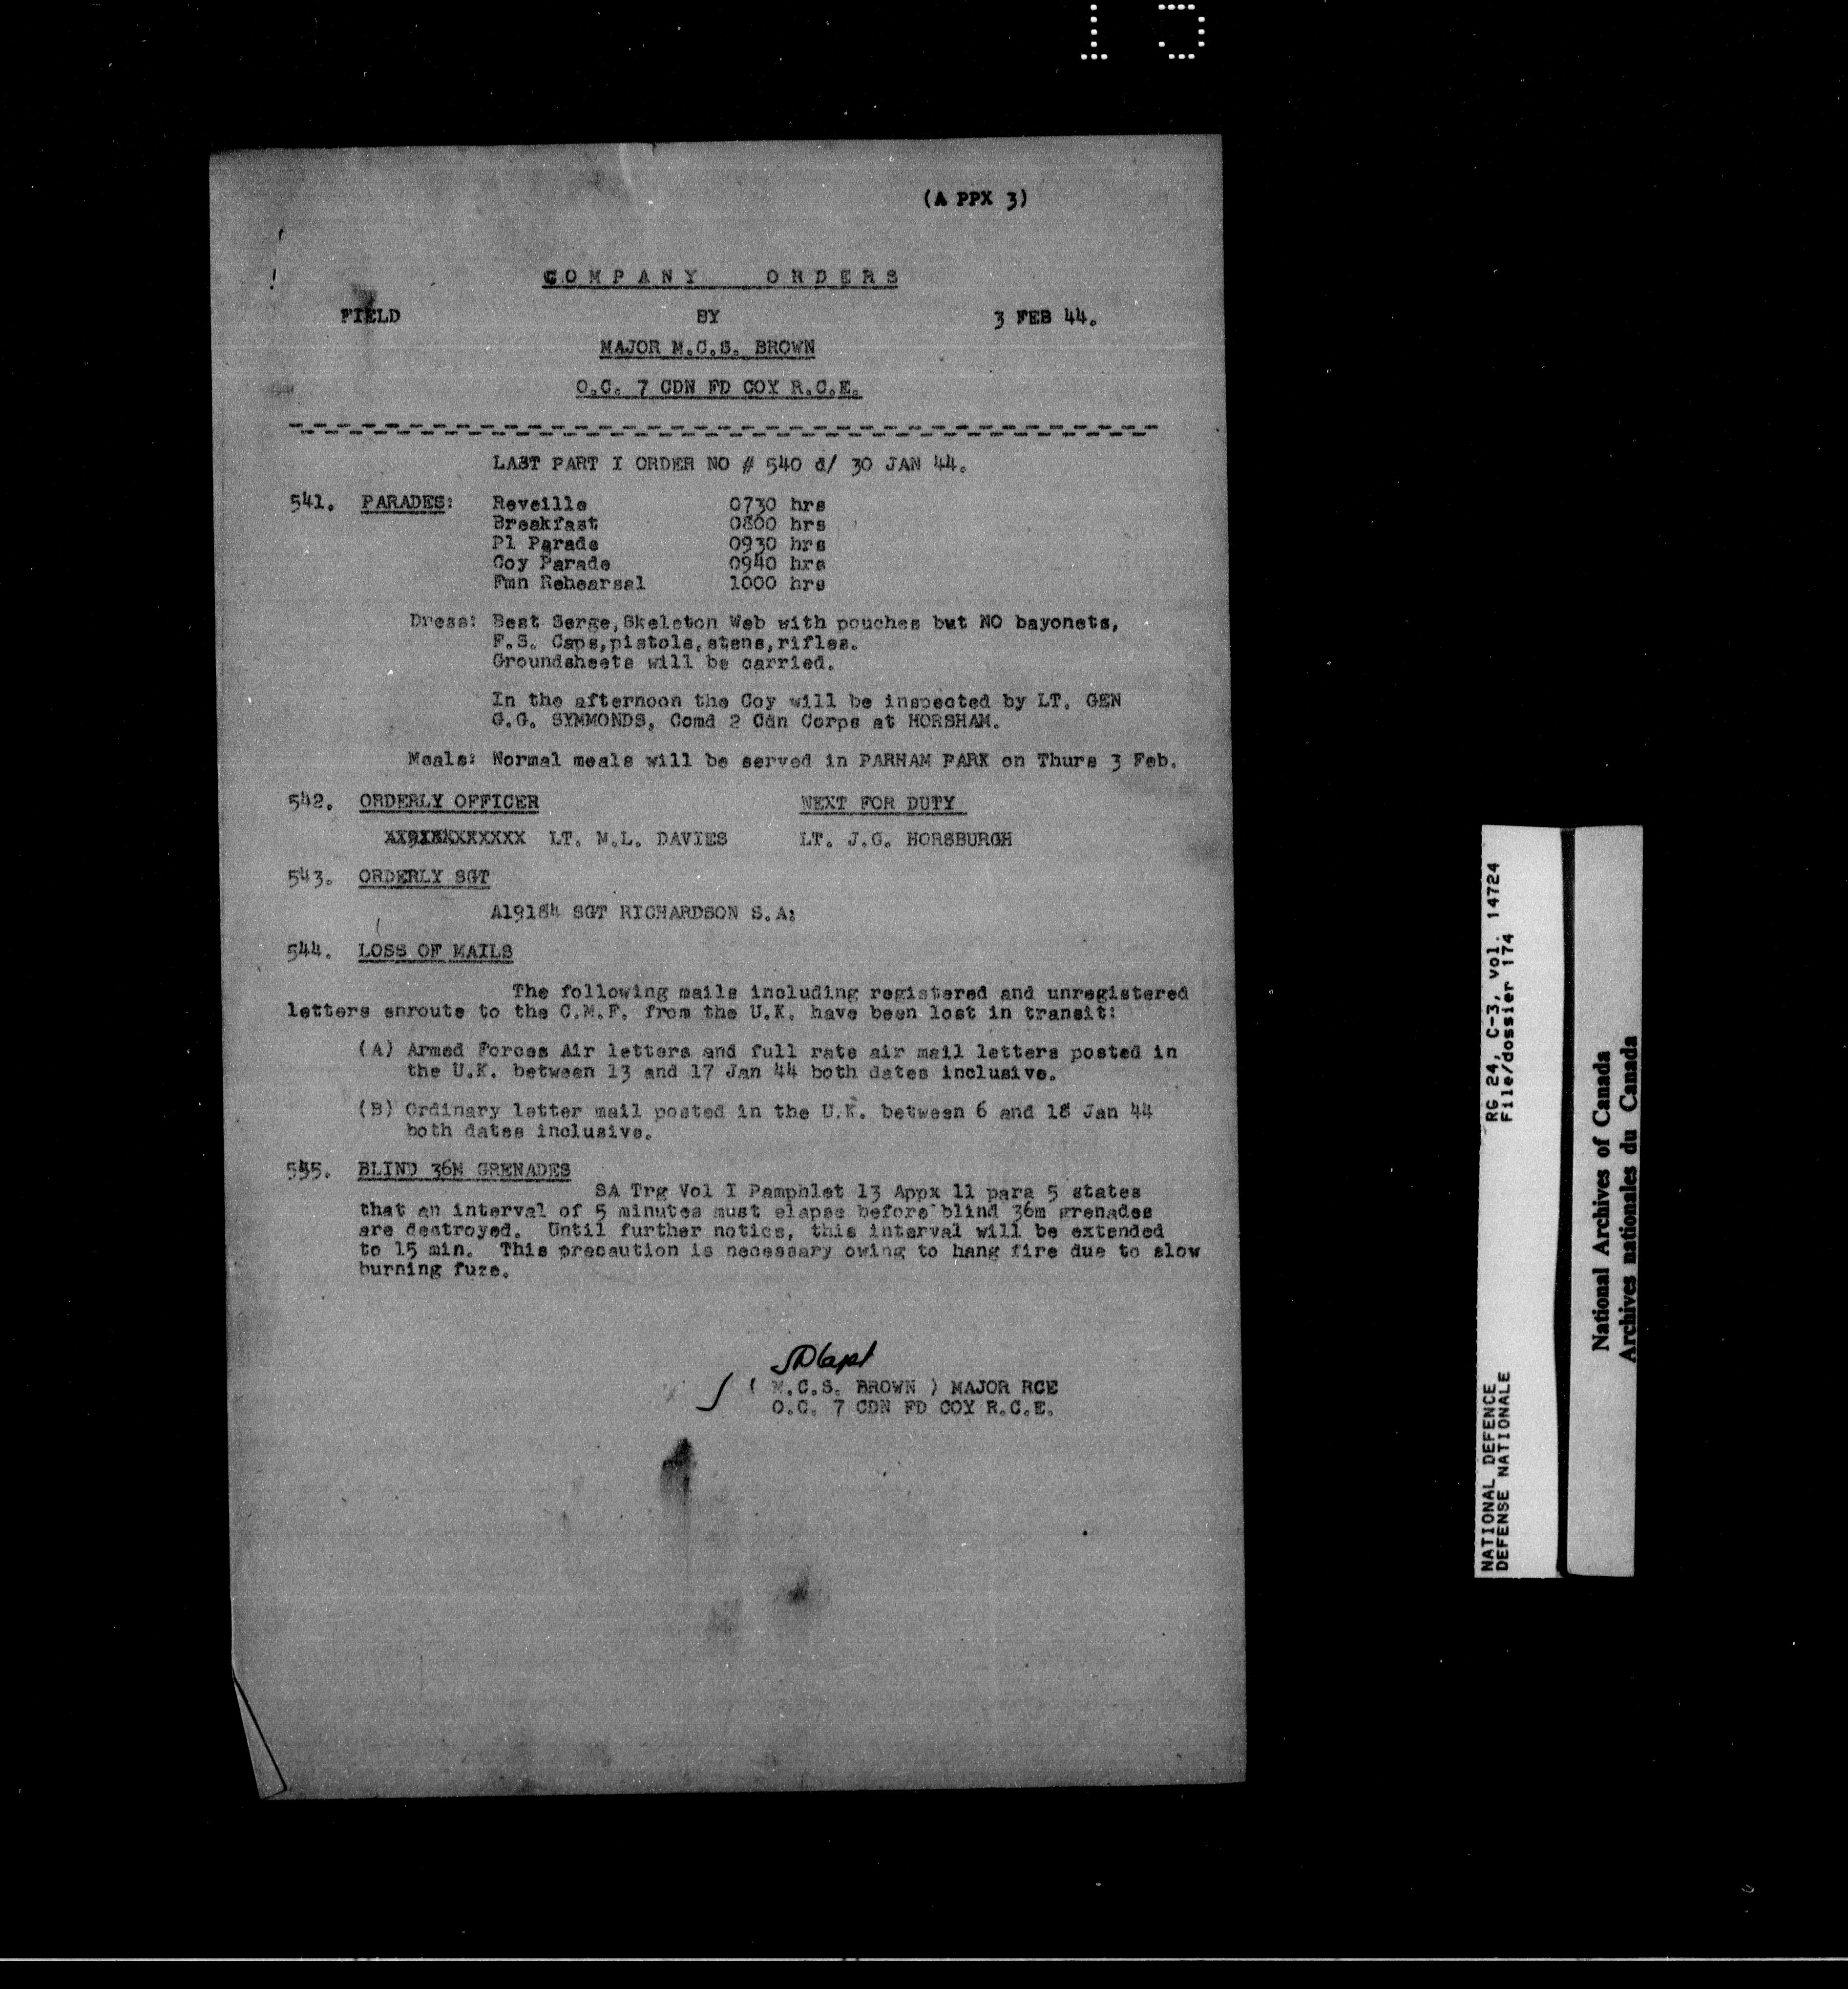 15
(A PPX 3)
COMPANY ORDERS
FIELD BY 3 FEB 44.
MAJOR M.C.S. BROWN
O.C. 7 CDN FD COY R.C.E.
LAST PART I ORDER NO # 540 d/ 30 JAN 44.
541. PARADES: Reveille 0730 hrs
Breakfast 0800 hrs
Pl Parade 0930 hrs
Coy Parade 0940 hrs
Fmn Rehearsal 1000 hrs
Dress: Best Serge,Skeleton Web with pouches but NO bayonets,
F.S. Caps,pistols,stens,rifles.
Groundsheets will be carried.
In the afternoon the Coy will be inspected by LT. GEN
G.G. SYMMONDS, Comd 2 Cdn Corps at HORSHAM.
Meals: Normal meals will be served in PARHAM PARK on Thurs 3 Feb.
542. ORDERLY OFFICER NEXT FOR DUTY
LT. M.L. DAVIES LT. J.G. HORSBURGH
543. ORDERLY SGT
A19184 SGT RICHARDSON S.A:
544. LOSS OF MAILS
The following mails including registered and unregistered
letters enroute to the C.M.F. from the U.K. have been lost in transit:
(A) Armed Forces Air letters and full rate air mail letters posted in
the U.K. between 13 and 17 Jan 44 both dates inclusive.
(B) Ordinary letter mail posted in the U.K. between 6 and 18 Jan 44
both dates inclusive.
555. BLIND 36M GRENADES
SA Trg Vol I Pamphlet 13 Appx 11 para 5 states
that an interval of 5 minutes must elapse before blind 36m grenades
are destroyed. Until further notice, this interval will be extended
to 15 min. This precaution is necessary owing to hang fire due to slow
burning fuze.
Capt
( M.C.S. BROWN ) MAJOR RCE
O.C. 7 CDN FD COY R.C.E.
NATIONAL DEFENCE RG 24, C-3, vol. 14724
DEFENSE NATIONALE File/dossier 174
National Archives of Canada
Archives nationales du Canada